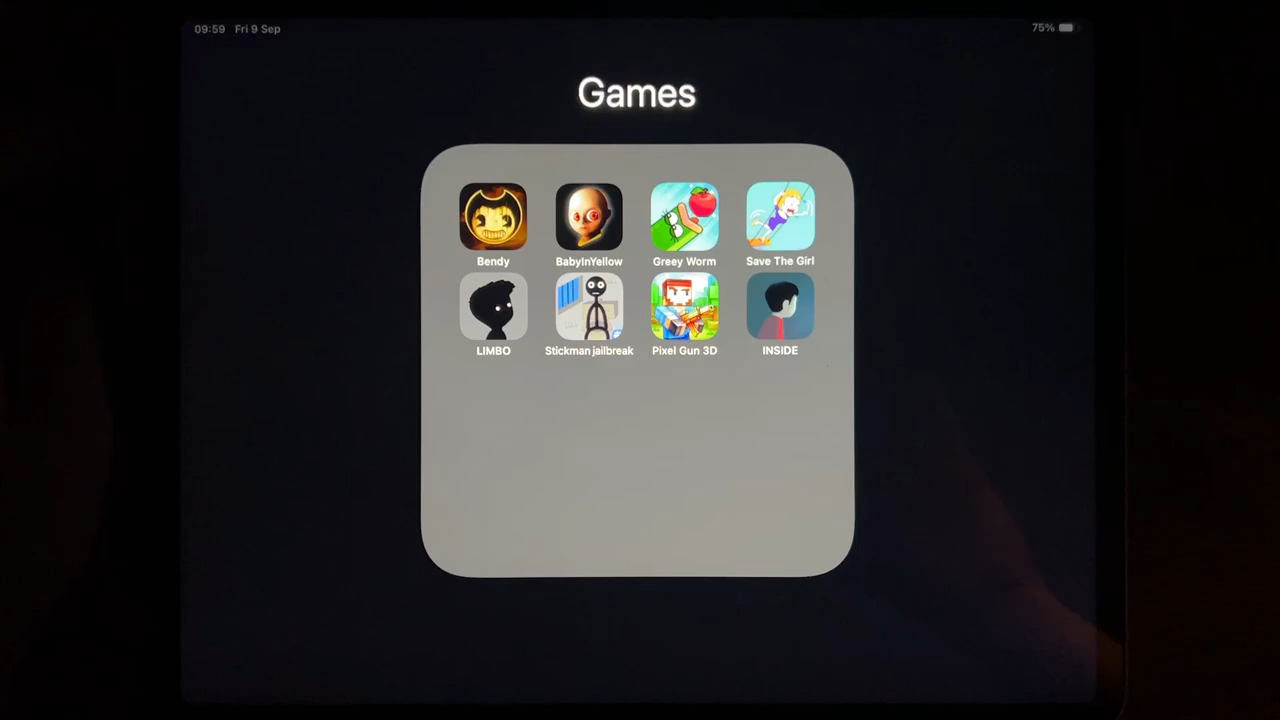 09:59 Fri 9 Sep
75%
Games
Bendy
BabyInYellow
Greey Worm
Save The Girl
LIMBO
Stickman jailbreak
Pixel Gun 3D
INSIDE